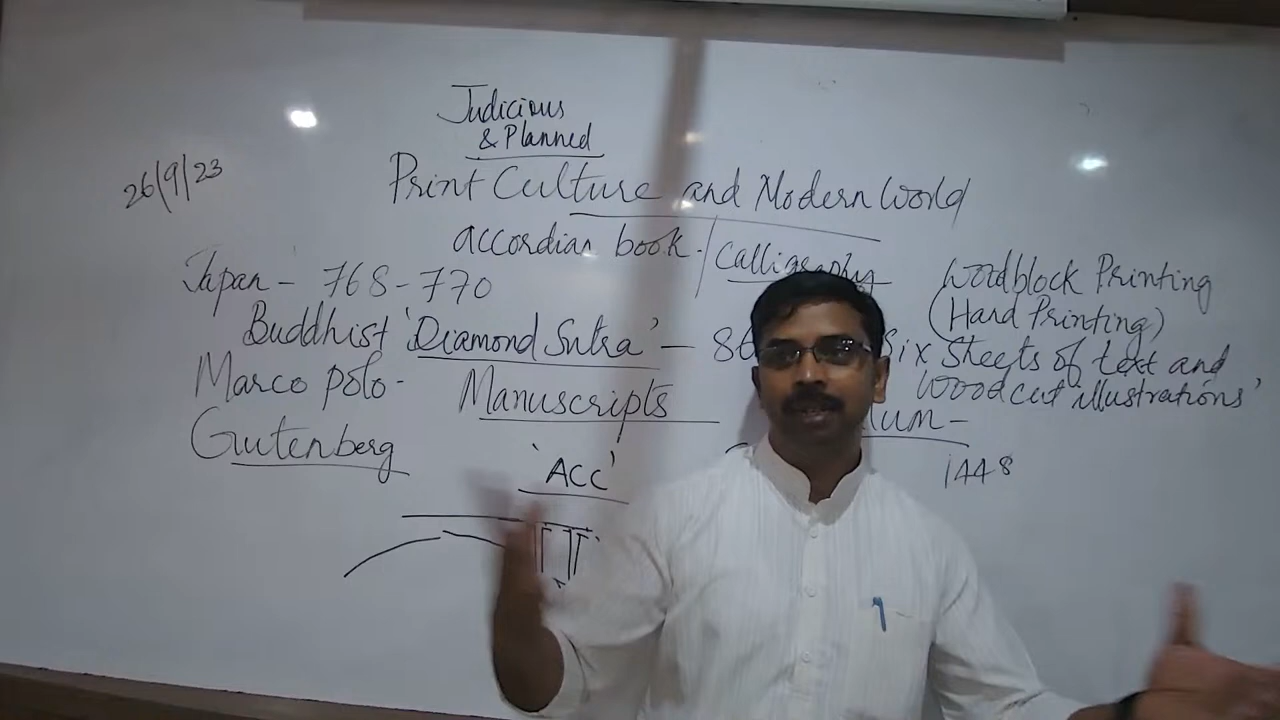 Judicious
& Planned
26/9/23
Print Culture and Modern World
accordian book / Calligraphy
Japan - 768-770
Woodblock Printing
(Hard Printing)
Buddhist 'Diamond Sutra' - 86
Six Sheets of text and
Woodcut illustrations'
Marco polo -
Manuscripts
lum -
Gutenberg
'ACC'
1448